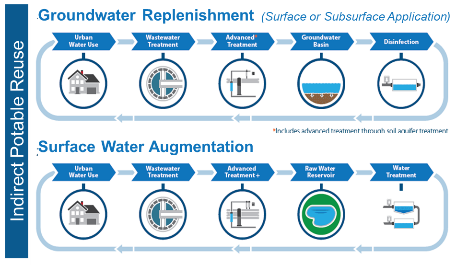 Indirect Potable Reuse
Groundwater Replenishment (Surface or Subsurface Application)
Urban
Water Use
Wastewater
Treatment
Advanced*
Treatment
Groundwater
Basin
Disinfection
*Includes advanced treatment through soil aquifer treatment
Surface Water Augmentation
Urban
Water Use
Wastewater
Treatment
Advanced
Treatment +
Raw Water
Reservoir
Water
Treatment